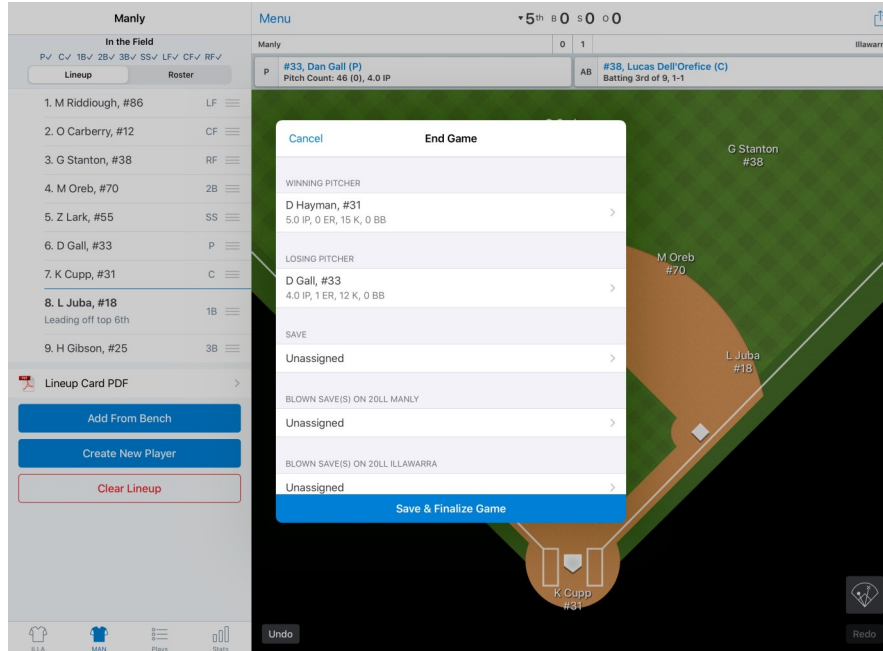 Manly
In the Field
P✓ C✓ 1B✓ 2B✓ 3B✓ SS✓ LF✓ CF✓ RF✓
Lineup Roster
1. M Riddiough, #86 LF
2. O Carberry, #12 CF
3. G Stanton, #38 RF
4. M Oreb, #70 2B
5. Z Lark, #55 SS
6. D Gall, #33 P
7. K Cupp, #31 C
8. L Juba, #18 1B
Leading off top 6th
9. H Gibson, #25 3B
Lineup Card PDF
Add From Bench
Create New Player
Clear Lineup
ILLA MAN Plays Stats
Menu
▾5th B 0 S 0 O 0
Manly 0 1
P
#33, Dan Gall (P)
Pitch Count: 46 (0), 4.0 IP
AB
#38, Lucas Dell'Orefice (C)
Batting 3rd of 9, 1-1
Cancel End Game
WINNING PITCHER
D Hayman, #31
5.0 IP, 0 ER, 15 K, 0 BB
LOSING PITCHER
D Gall, #33
4.0 IP, 1 ER, 12 K, 0 BB
SAVE
Unassigned
BLOWN SAVE(S) ON 20LL MANLY
Unassigned
BLOWN SAVE(S) ON 20LL ILLAWARRA
Unassigned
Save & Finalize Game
G Stanton
#38
M Oreb
#70
L Juba
#18
K Cupp
#31
Undo
Redo